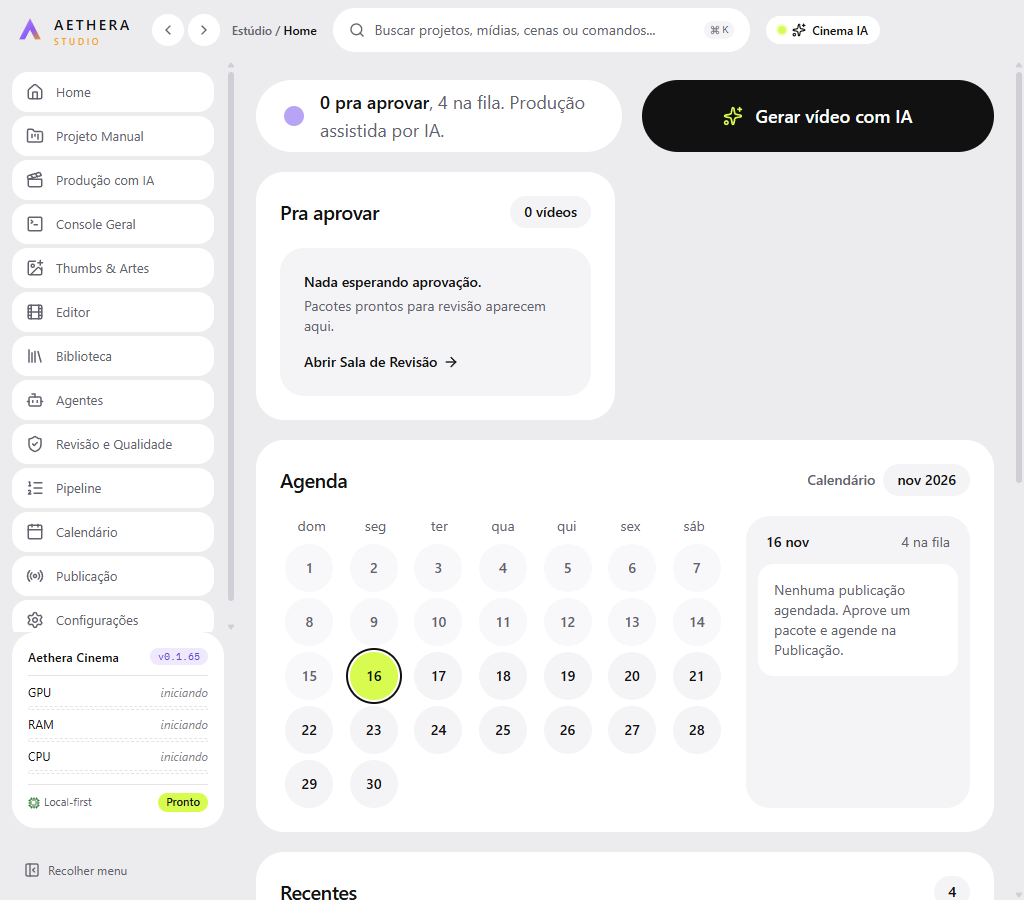 AETHERA
STUDIO
Estúdio / Home
Buscar projetos, mídias, cenas ou comandos...
⌘ K
Cinema IA
Home
Projeto Manual
Produção com IA
Console Geral
Thumbs & Artes
Editor
Biblioteca
Agentes
Revisão e Qualidade
Pipeline
Calendário
Publicação
Configurações
Aethera Cinema v0.1.65
GPU iniciando
RAM iniciando
CPU iniciando
Local-first Pronto
Recolher menu
0 pra aprovar, 4 na fila. Produção
assistida por IA.
Gerar vídeo com IA
Pra aprovar
0 vídeos
Nada esperando aprovação.
Pacotes prontos para revisão aparecem
aqui.
Abrir Sala de Revisão →
Agenda
Calendário nov 2026
dom seg ter qua qui sex sáb
1 2 3 4 5 6 7
8 9 10 11 12 13 14
15 16 17 18 19 20 21
22 23 24 25 26 27 28
29 30
16 nov 4 na fila
Nenhuma publicação
agendada. Aprove um
pacote e agende na
Publicação.
Recentes
4